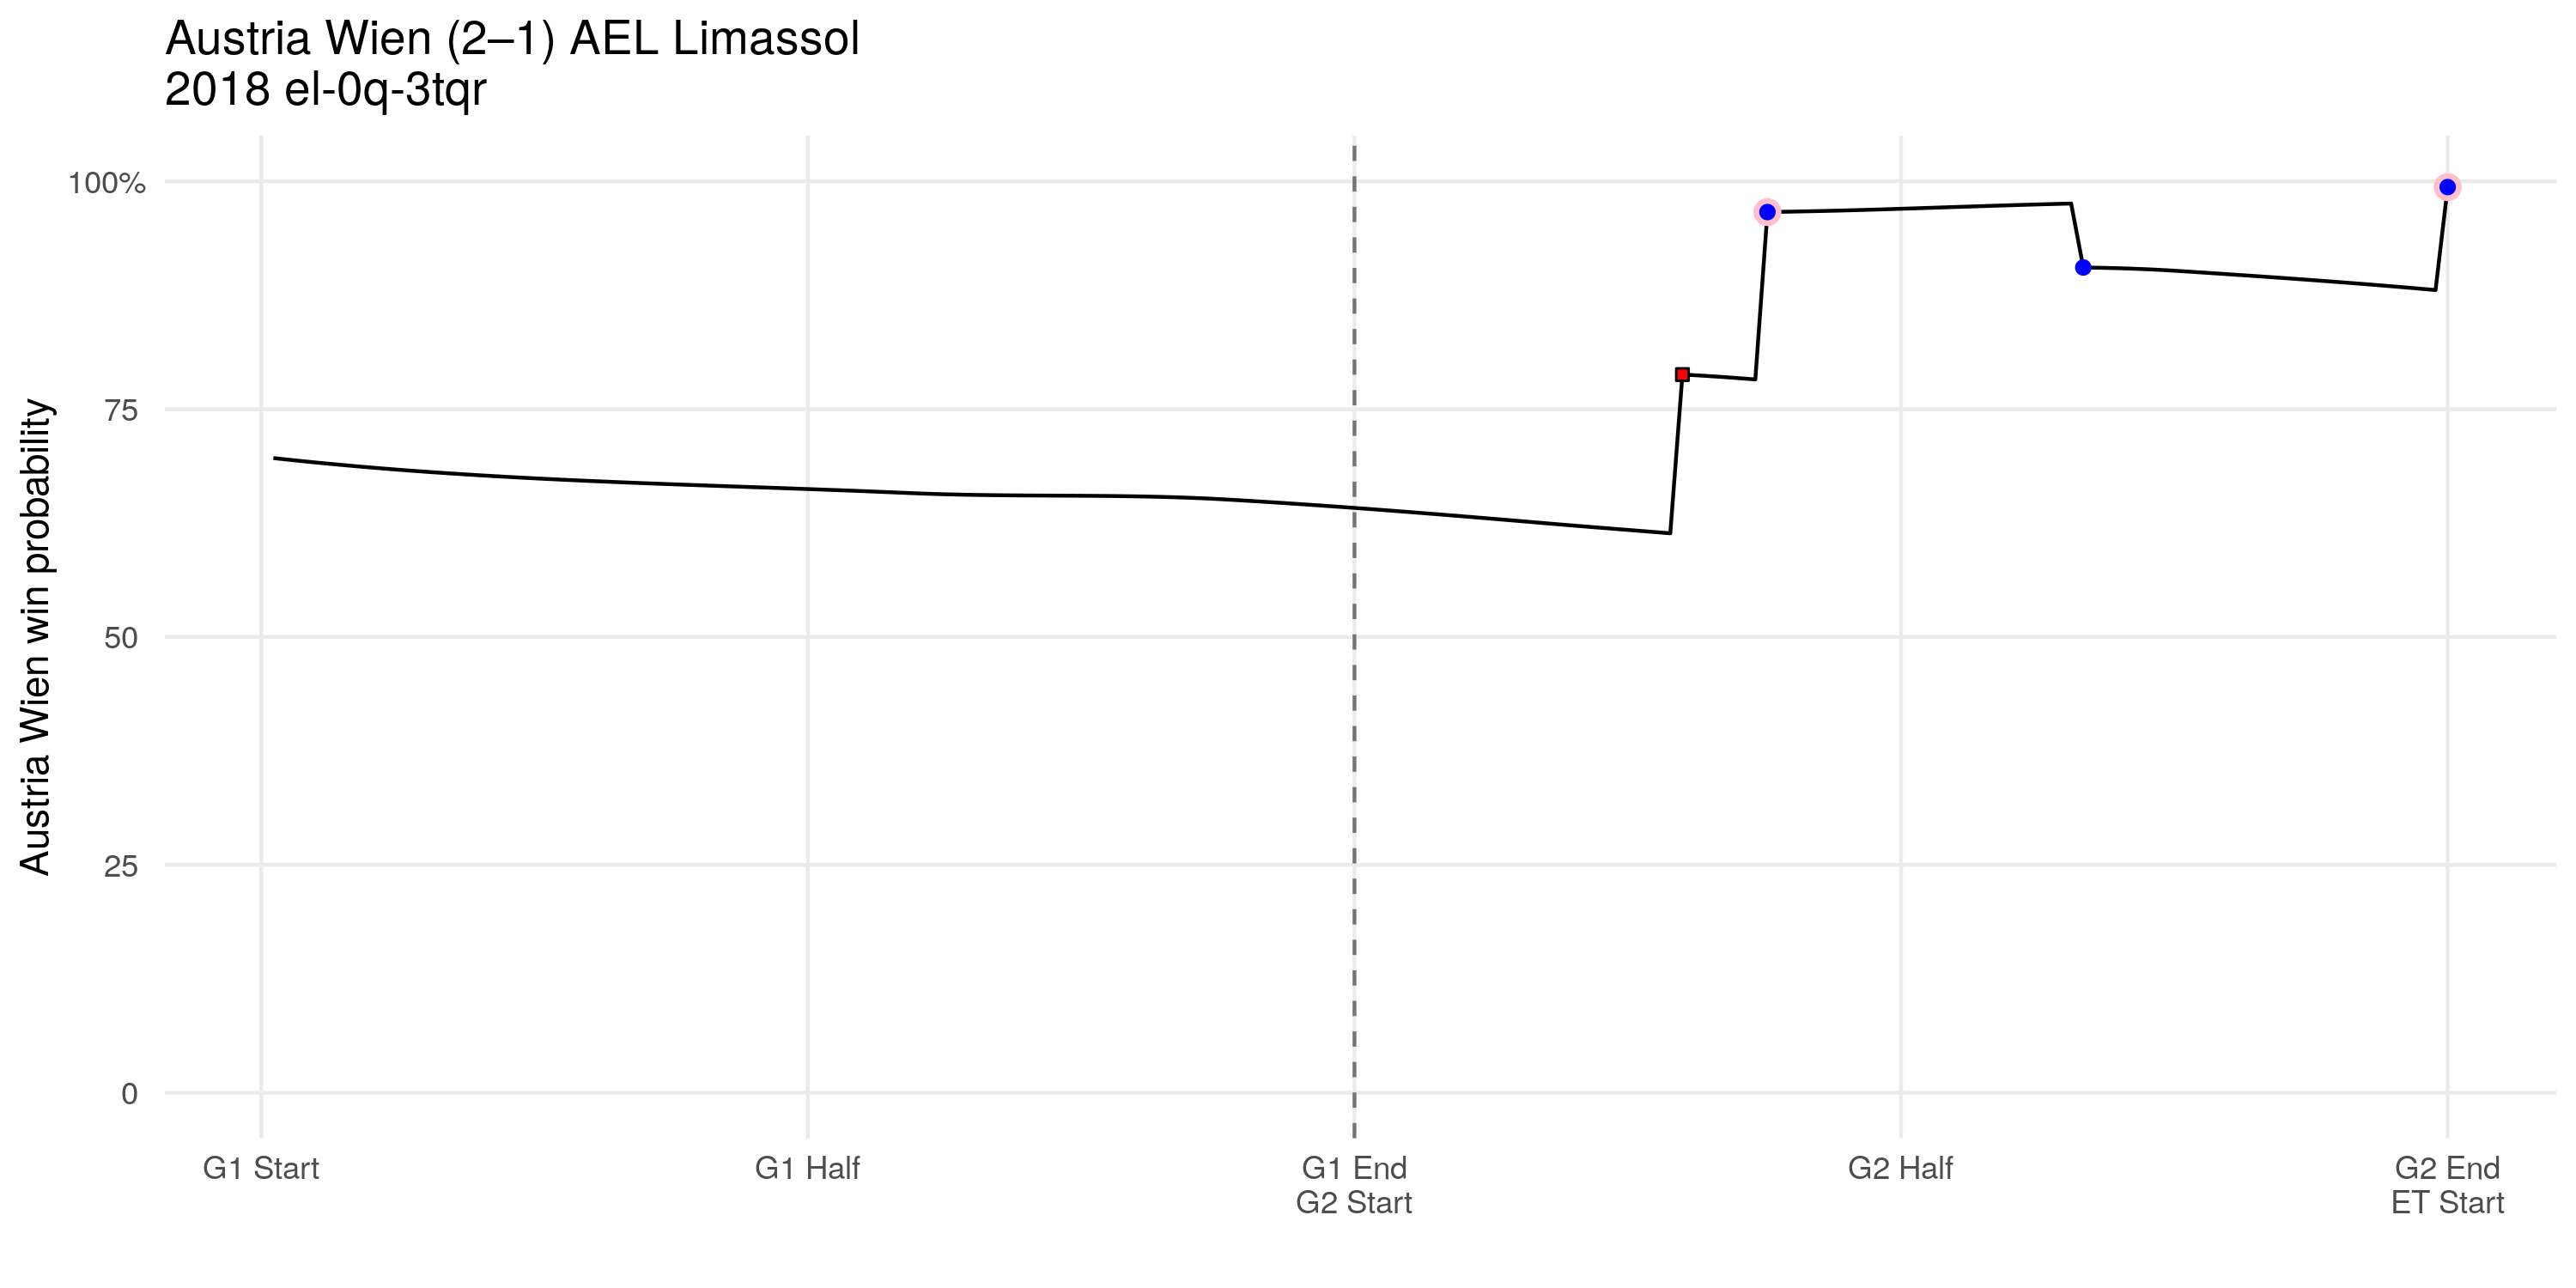 Austria Wien (2–1) AEL Limassol
2018 el-0q-3tqr
Austria Wien win probability
100%
75
50
25
0
G1 Start
G1 Half
G1 End
G2 Start
G2 Half
G2 End
ET Start